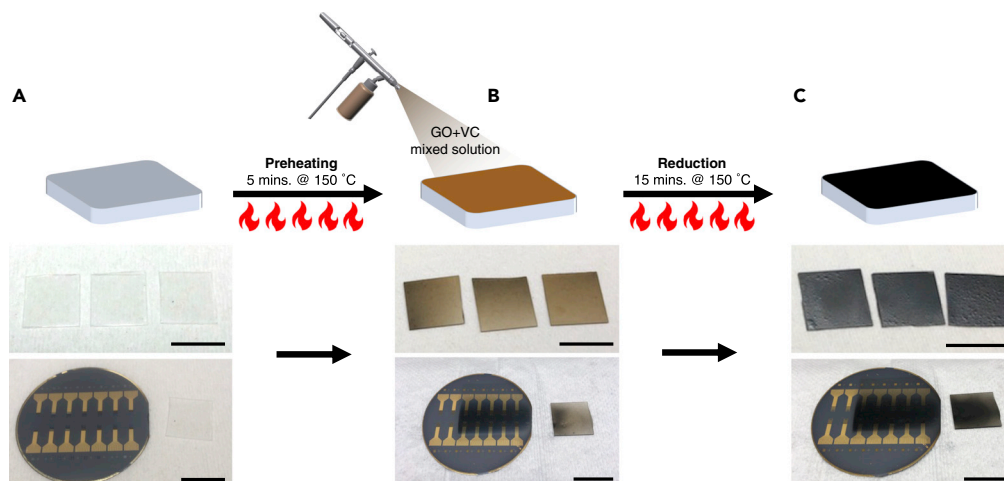 A
B
C
GO+VC
mixed solution
Preheating
5 mins. @ 150 ˚C
Reduction
15 mins. @ 150 ˚C